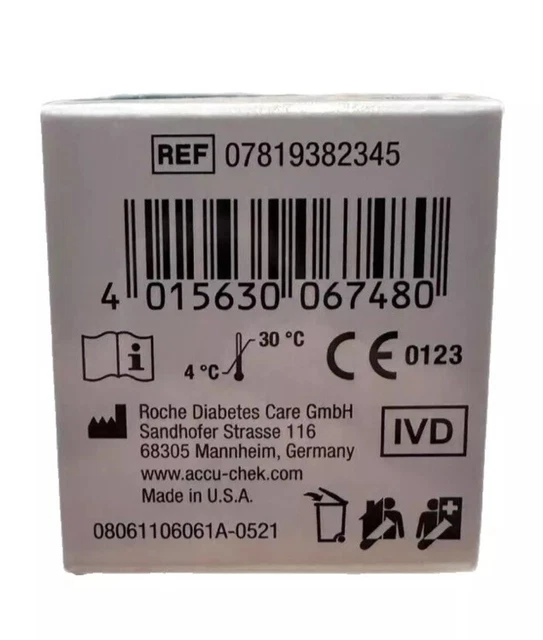 REF 07819382345
4 015630 067480
i
30 °C
4 °C
CE 0123
Roche Diabetes Care GmbH
Sandhofer Strasse 116
68305 Mannheim, Germany
www.accu-chek.com
Made in U.S.A.
IVD
08061106061A-0521